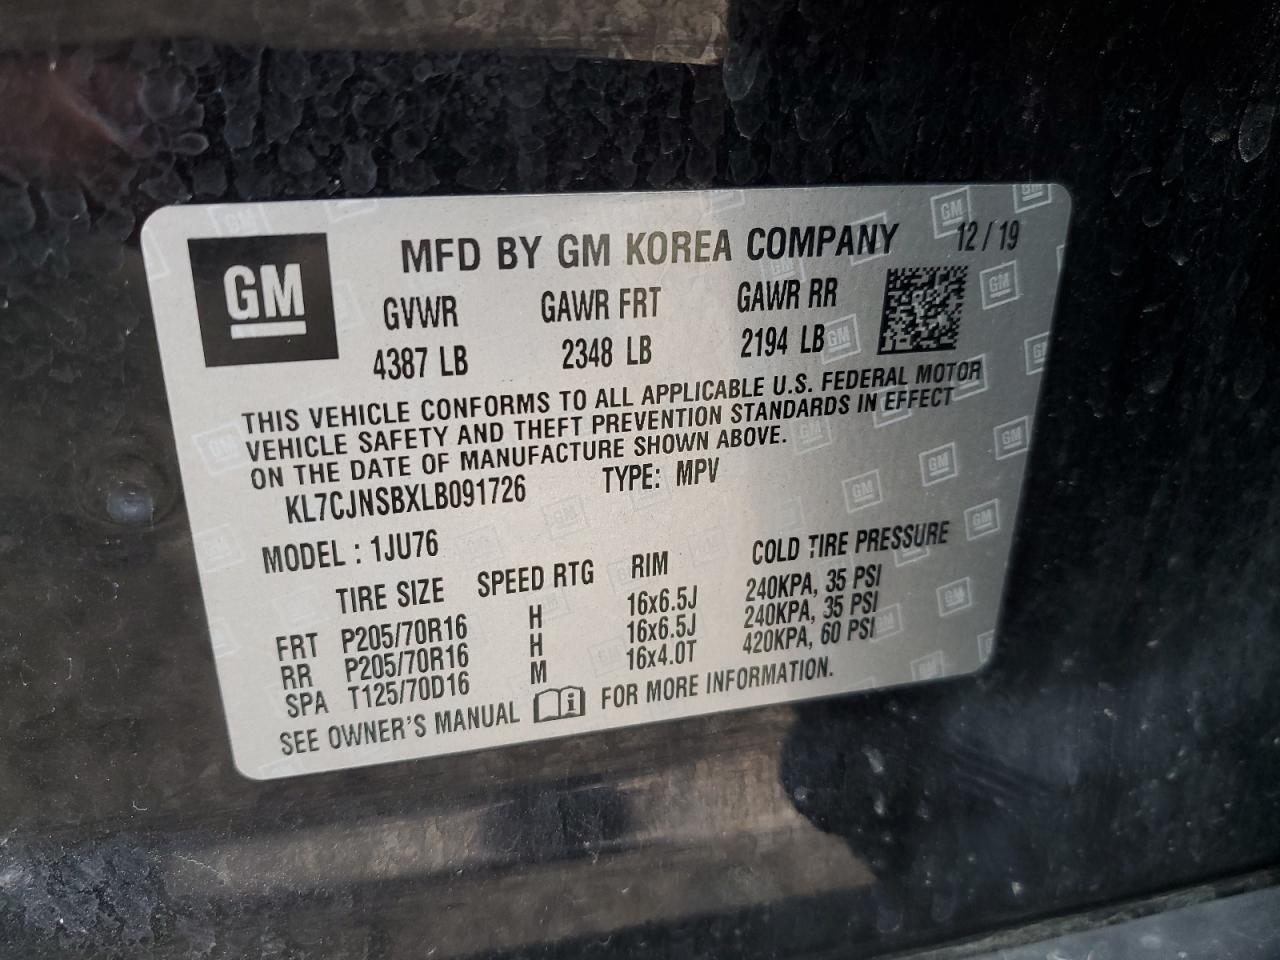 GM
MFD BY GM KOREA COMPANY 12/19
GVWR GAWR FRT GAWR RR
4387 LB 2348 LB 2194 LB
THIS VEHICLE CONFORMS TO ALL APPLICABLE U.S. FEDERAL MOTOR
VEHICLE SAFETY AND THEFT PREVENTION STANDARDS IN EFFECT
ON THE DATE OF MANUFACTURE SHOWN ABOVE.
KL7CJNSBXLB091726 TYPE: MPV
MODEL : 1JU76
TIRE SIZE SPEED RTG RIM COLD TIRE PRESSURE
FRT P205/70R16 H 16x6.5J 240KPA, 35 PSI
RR P205/70R16 H 16x6.5J 240KPA, 35 PSI
SPA T125/70D16 M 16x4.0T 420KPA, 60 PSI
SEE OWNER'S MANUAL i FOR MORE INFORMATION.